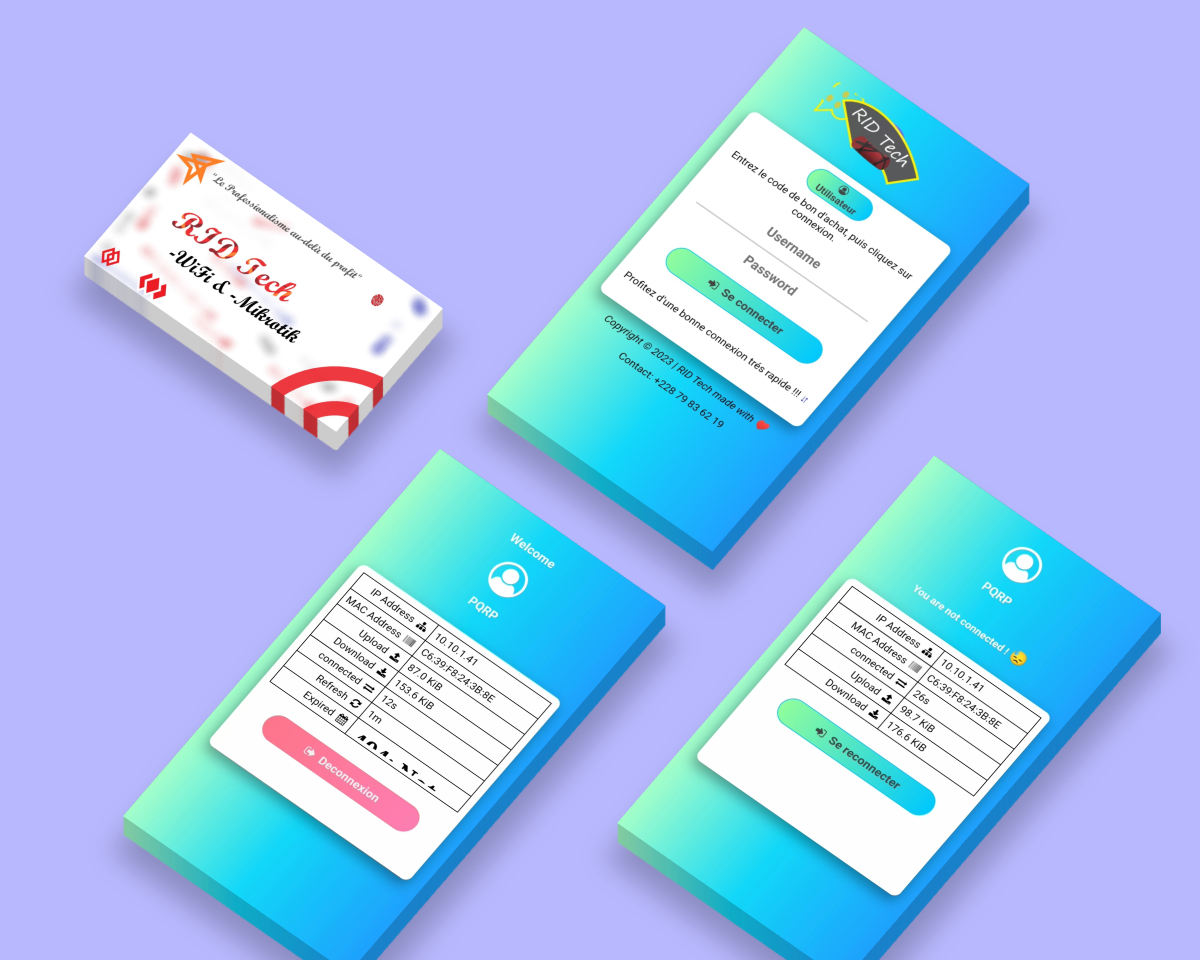 "Le Professionalisme au-delà du profit"
RID Tech
-WiFi & -Mikrotik
RID Tech
Utilisateur
Entrez le code de bon d'achat, puis cliquez sur
connexion.
Username
Password
Se connecter
Profitez d'une bonne connexion trés rapide !!!
Copyright © 2023 | RID Tech made with
Contact: +228 79 83 62 19
Welcome
PQRP
IP Address 10.10.1.41
MAC Address C6:39:F8:24:3B:8E
Upload 87.0 KiB
Download 153.6 KiB
connected 12s
Refresh 1m
Expired
Deconnexion
PQRP
You are not connected !
IP Address 10.10.1.41
MAC Address C6:39:F8:24:3B:8E
connected 26s
Upload 98.7 KiB
Download 176.6 KiB
Se reconnecter